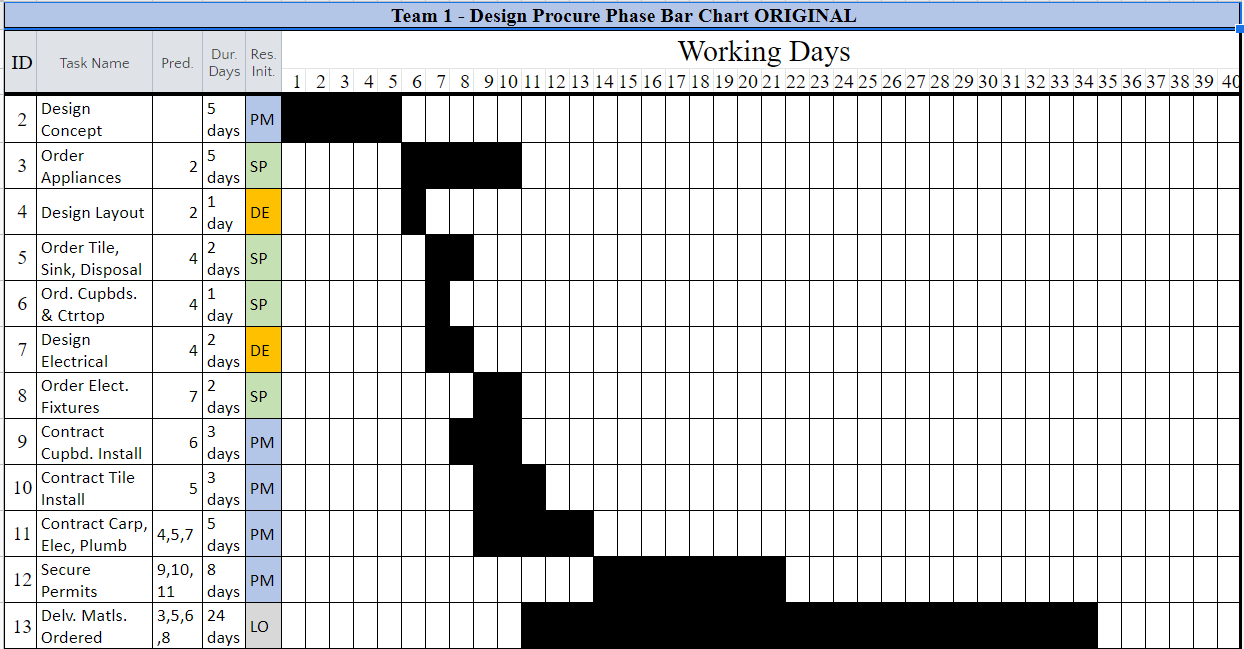 Team 1 - Design Procure Phase Bar Chart ORIGINAL
ID Task Name Pred. Dur. Days Res. Init. Working Days
1 2 3 4 5 6 7 8 9 10 11 12 13 14 15 16 17 18 19 20 21 22 23 24 25 26 27 28 29 30 31 32 33 34 35 36 37 38 39 40
2 Design Concept 5 days PM
3 Order Appliances 2 5 days SP
4 Design Layout 2 1 day DE
5 Order Tile, Sink, Disposal 4 2 days SP
6 Ord. Cupbds. & Ctrtop 4 1 day SP
7 Design Electrical 4 2 days DE
8 Order Elect. Fixtures 7 2 days SP
9 Contract Cupbd. Install 6 3 days PM
10 Contract Tile Install 5 3 days PM
11 Contract Carp, Elec, Plumb 4,5,7 5 days PM
12 Secure Permits 9,10,11 8 days PM
13 Delv. Matls. Ordered 3,5,6,8 24 days LO